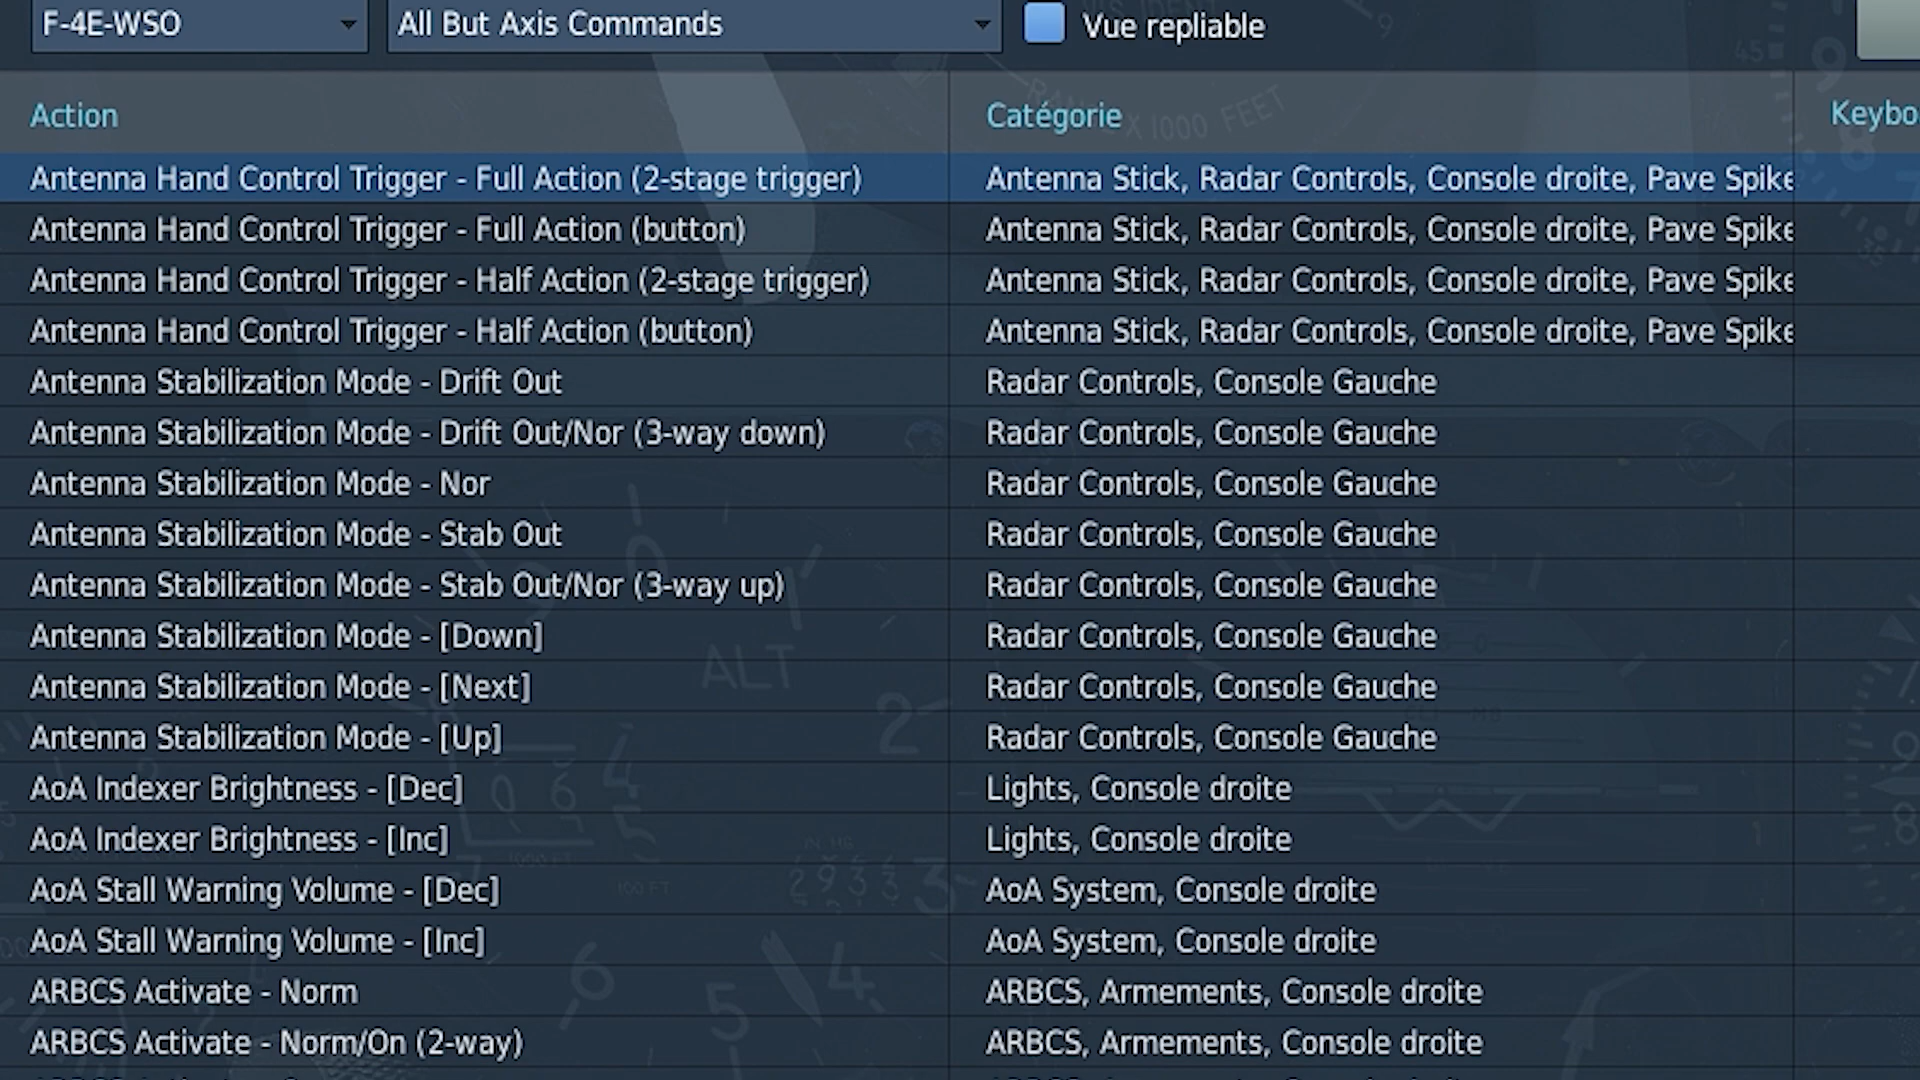 F-4E-WSO All But Axis Commands Vue repliable
Action Catégorie Keybo
Antenna Hand Control Trigger - Full Action (2-stage trigger) Antenna Stick, Radar Controls, Console droite, Pave Spike
Antenna Hand Control Trigger - Full Action (button) Antenna Stick, Radar Controls, Console droite, Pave Spike
Antenna Hand Control Trigger - Half Action (2-stage trigger) Antenna Stick, Radar Controls, Console droite, Pave Spike
Antenna Hand Control Trigger - Half Action (button) Antenna Stick, Radar Controls, Console droite, Pave Spike
Antenna Stabilization Mode - Drift Out Radar Controls, Console Gauche
Antenna Stabilization Mode - Drift Out/Nor (3-way down) Radar Controls, Console Gauche
Antenna Stabilization Mode - Nor Radar Controls, Console Gauche
Antenna Stabilization Mode - Stab Out Radar Controls, Console Gauche
Antenna Stabilization Mode - Stab Out/Nor (3-way up) Radar Controls, Console Gauche
Antenna Stabilization Mode - [Down] Radar Controls, Console Gauche
Antenna Stabilization Mode - [Next] Radar Controls, Console Gauche
Antenna Stabilization Mode - [Up] Radar Controls, Console Gauche
AoA Indexer Brightness - [Dec] Lights, Console droite
AoA Indexer Brightness - [Inc] Lights, Console droite
AoA Stall Warning Volume - [Dec] AoA System, Console droite
AoA Stall Warning Volume - [Inc] AoA System, Console droite
ARBCS Activate - Norm ARBCS, Armements, Console droite
ARBCS Activate - Norm/On (2-way) ARBCS, Armements, Console droite